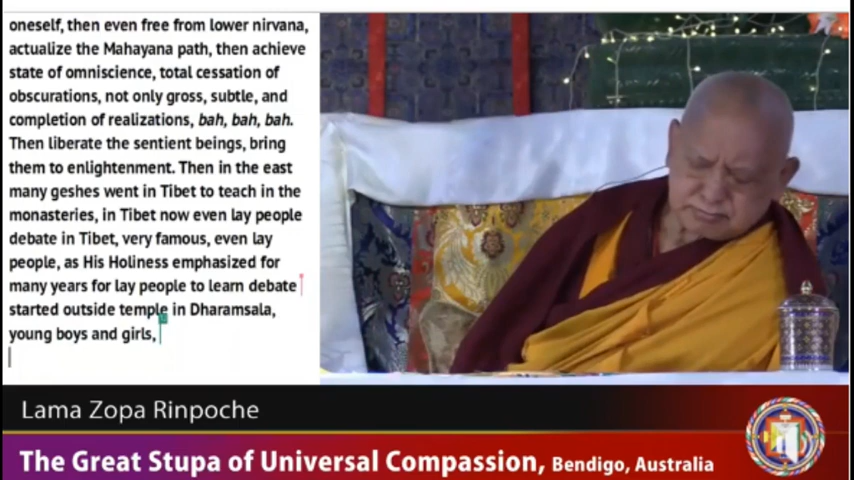 oneself, then even free from lower nirvana,
actualize the Mahayana path, then achieve
state of omniscience, total cessation of
obscurations, not only gross, subtle, and
completion of realizations, bah, bah, bah.
Then liberate the sentient beings, bring
them to enlightenment. Then in the east
many geshes went in Tibet to teach in the
monasteries, in Tibet now even lay people
debate in Tibet, very famous, even lay
people, as His Holiness emphasized for
many years for lay people to learn debate
started outside temple in Dharamsala,
young boys and girls,
Lama Zopa Rinpoche
The Great Stupa of Universal Compassion, Bendigo, Australia